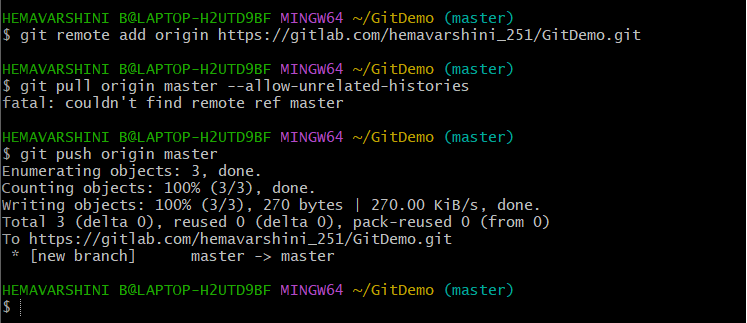 HEMAVARSHINI B@LAPTOP-H2UTD9BF MINGW64 ~/GitDemo (master)
$ git remote add origin https://gitlab.com/hemavarshini_251/GitDemo.git
HEMAVARSHINI B@LAPTOP-H2UTD9BF MINGW64 ~/GitDemo (master)
$ git pull origin master --allow-unrelated-histories
fatal: couldn't find remote ref master
HEMAVARSHINI B@LAPTOP-H2UTD9BF MINGW64 ~/GitDemo (master)
$ git push origin master
Enumerating objects: 3, done.
Counting objects: 100% (3/3), done.
Writing objects: 100% (3/3), 270 bytes | 270.00 KiB/s, done.
Total 3 (delta 0), reused 0 (delta 0), pack-reused 0 (from 0)
To https://gitlab.com/hemavarshini_251/GitDemo.git
 * [new branch]      master -> master
HEMAVARSHINI B@LAPTOP-H2UTD9BF MINGW64 ~/GitDemo (master)
$